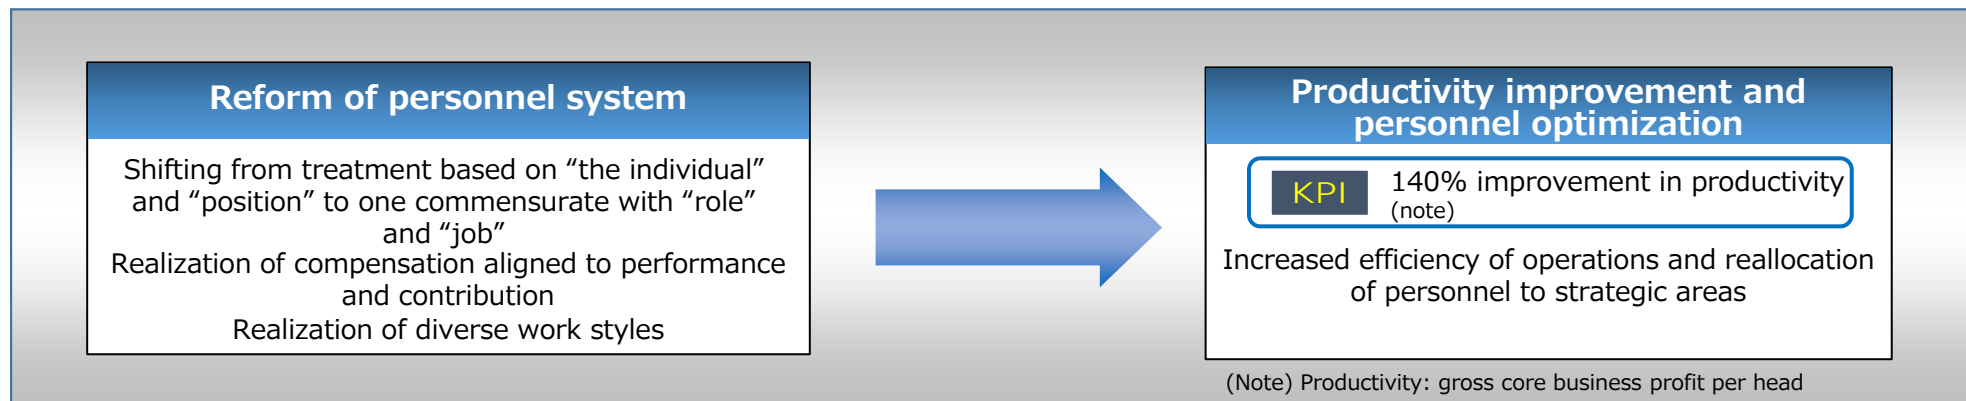 Reform of personnel system
Shifting from treatment based on “the individual”
and “position” to one commensurate with “role”
and “job”
Realization of compensation aligned to performance
and contribution
Realization of diverse work styles
Productivity improvement and
personnel optimization
KPI 140% improvement in productivity
(note)
Increased efficiency of operations and reallocation
of personnel to strategic areas
(Note) Productivity: gross core business profit per head